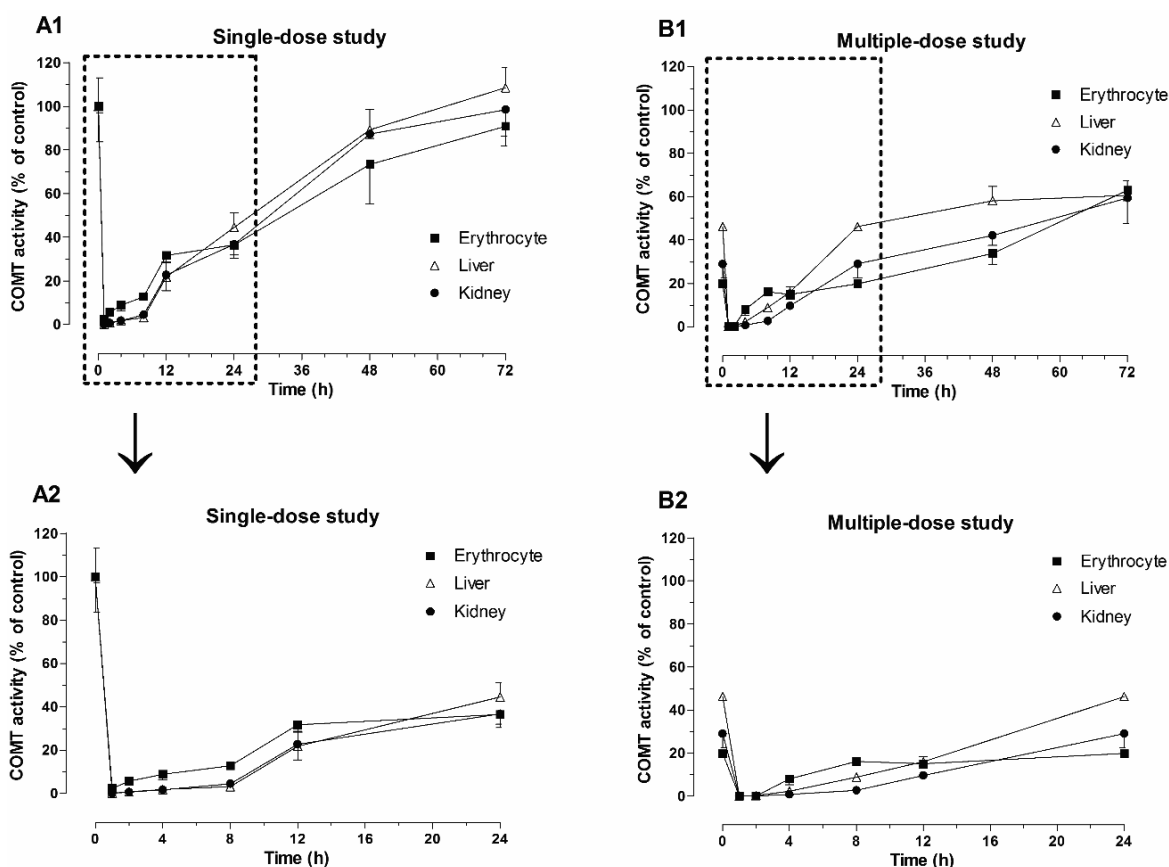 A1
Single-dose study
120
100
80
60
40
20
0
COMT activity (% of control)
Erythrocyte
Liver
Kidney
0 12 24 36 48 60 72
Time (h)
B1
Multiple-dose study
120
100
80
60
40
20
0
COMT activity (% of control)
Erythrocyte
Liver
Kidney
0 12 24 36 48 60 72
Time (h)
A2
Single-dose study
120
100
80
60
40
20
0
COMT activity (% of control)
Erythrocyte
Liver
Kidney
0 4 8 12 16 20 24
Time (h)
B2
Multiple-dose study
120
100
80
60
40
20
0
COMT activity (% of control)
Erythrocyte
Liver
Kidney
0 4 8 12 16 20 24
Time (h)